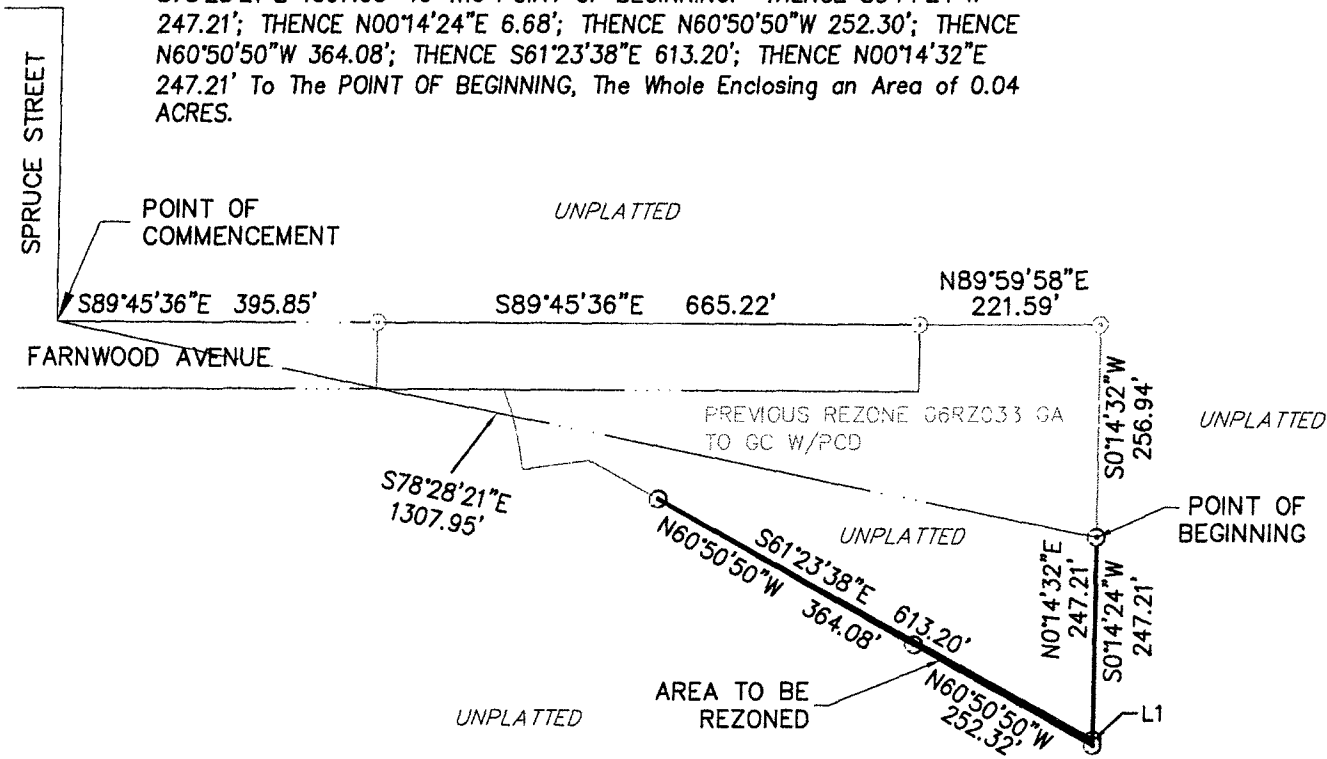 247.21'; THENCE N00°14'24"E 6.68'; THENCE N60°50'50"W 252.30'; THENCE
N60°50'50"W 364.08'; THENCE S61°23'38"E 613.20'; THENCE N00°14'32"E
247.21' To The POINT OF BEGINNING, The Whole Enclosing an Area of 0.04
ACRES.
SPRUCE STREET
POINT OF
COMMENCEMENT
UNPLATTED
S89°45'36"E 395.85'
S89°45'36"E 665.22'
N89°59'58"E
221.59'
FARNWOOD AVENUE
PREVIOUS REZONE 06RZ033 GA
TO GC W/PCD
S0°14'32"W
256.94'
UNPLATTED
S78°28'21"E
1307.95'
POINT OF
BEGINNING
UNPLATTED
S61°23'38"E 613.20'
N60°50'50"W 364.08'
N0°14'32"E
247.21'
S0°14'24"W
247.21'
AREA TO BE
REZONED
N60°50'50"W
252.32'
L1
UNPLATTED